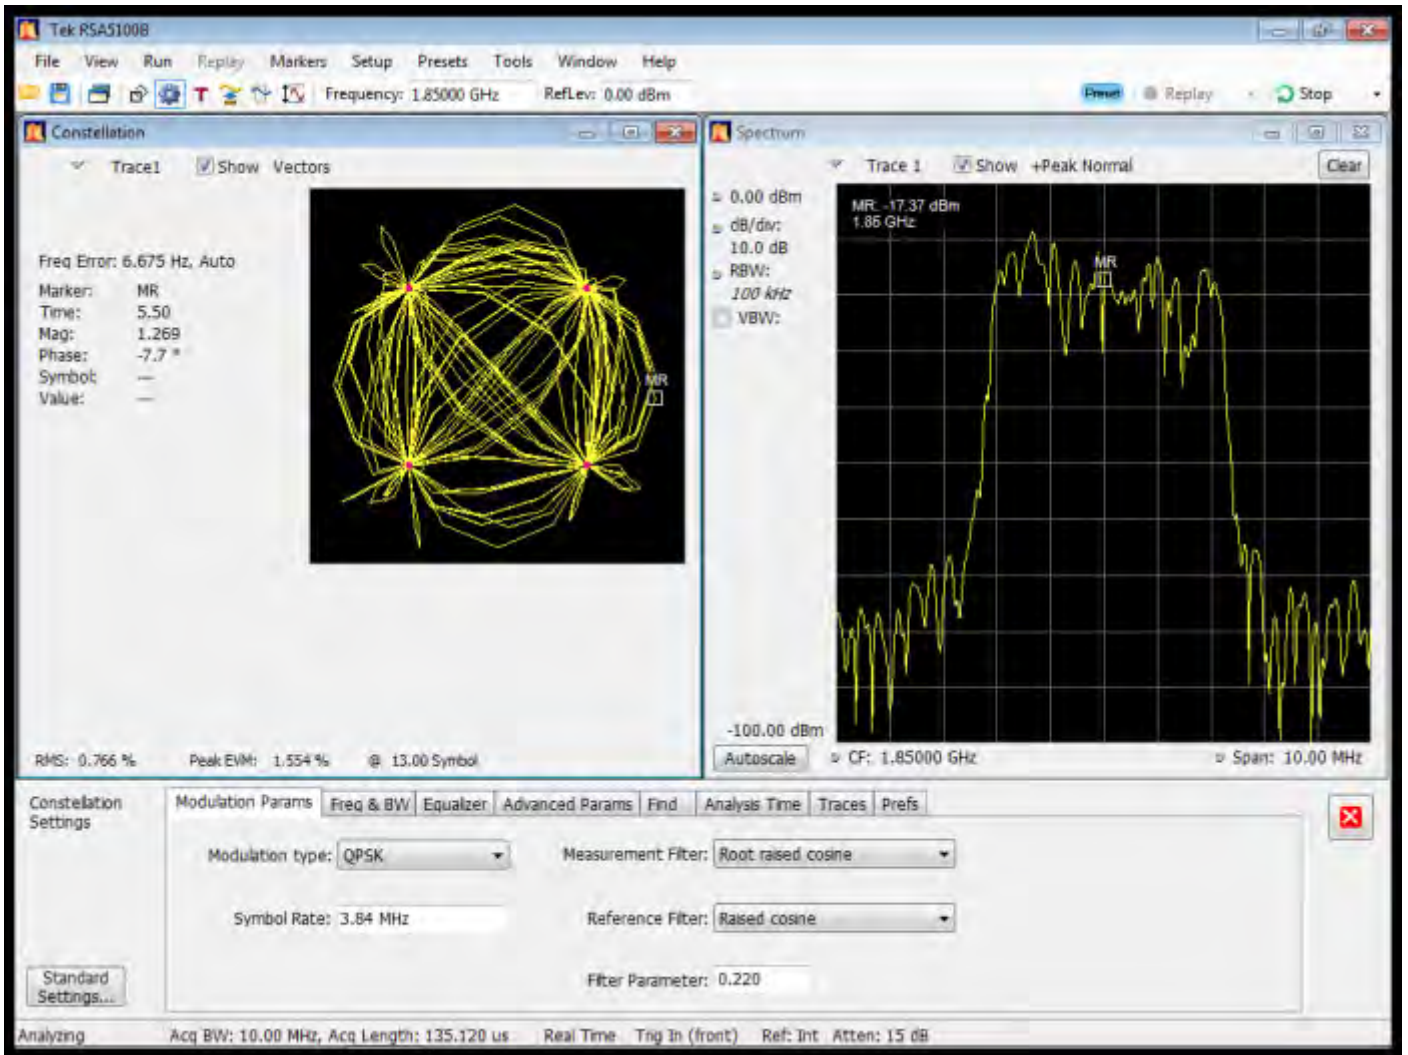 Tek RSA5100B
File View Run Replay Markers Setup Presets Tools Window Help
T Frequency: 1.85000 GHz RefLev: 0.00 dBm Preset Replay Stop
Constellation
Trace1 Show Vectors
Freq Error: 6.675 Hz, Auto
Marker: MR
Time: 5.50
Mag: 1.269
Phase: -7.7 °
Symbol: ---
Value: ---
MR
RMS: 0.766 % Peak EVM: 1.554 % @ 13.00 Symbol
Spectrum
Trace 1 Show +Peak Normal Clear
0.00 dBm
dB/div:
10.0 dB
RBW:
100 kHz
VBW:
MR: -17.37 dBm
1.85 GHz
MR
-100.00 dBm
Autoscale CF: 1.85000 GHz Span: 10.00 MHz
Constellation
Settings
Modulation Params Freq & BW Equalizer Advanced Params Find Analysis Time Traces Prefs
Modulation type: QPSK Measurement Filter: Root raised cosine
Symbol Rate: 3.84 MHz Reference Filter: Raised cosine
Filter Parameter: 0.220
Standard
Settings...
Analyzing Acq BW: 10.00 MHz, Acq Length: 135.120 us Real Time Trig In (front) Ref: Int Atten: 15 dB